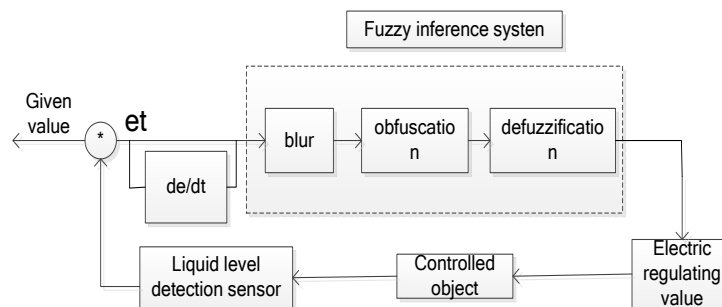 Fuzzy inference systen
Given
value
*
et
blur
obfuscatio
n
defuzzificatio
n
de/dt
Liquid level
detection sensor
Controlled
object
Electric
regulating
value